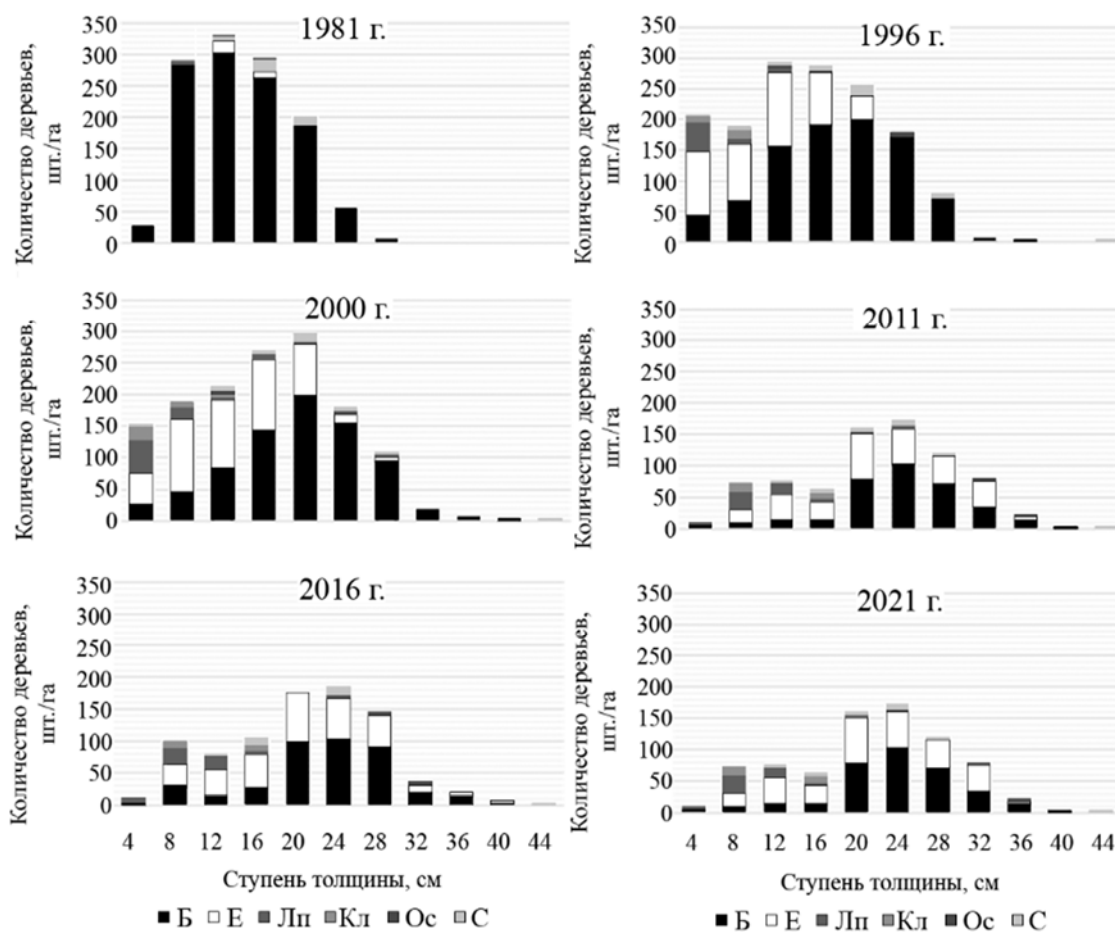 1981 г.
Количество деревьев,
шт./га
350
300
250
200
150
100
50
0
1996 г.
Количество деревьев,
шт./га
350
300
250
200
150
100
50
0
2000 г.
Количество деревьев,
шт./га
350
300
250
200
150
100
50
0
2011 г.
Количество деревьев,
шт./га
350
300
250
200
150
100
50
0
2016 г.
Количество деревьев,
шт./га
350
300
250
200
150
100
50
0
4 8 12 16 20 24 28 32 36 40 44
Ступень толщины, см
Б Е Лп Кл Ос С
2021 г.
Количество деревьев,
шт./га
350
300
250
200
150
100
50
0
4 8 12 16 20 24 28 32 36 40 44
Ступень толщины, см
Б Е Лп Кл Ос С